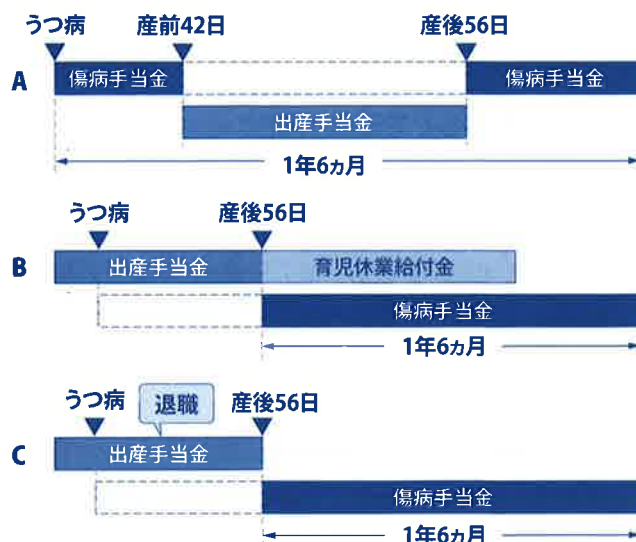 うつ病 産前42日 産後56日
A 傷病手当金 傷病手当金
出産手当金
1年6ヵ月
うつ病 産後56日
B 出産手当金 育児休業給付金
傷病手当金
1年6ヵ月
うつ病 退職 産後56日
C 出産手当金
傷病手当金
1年6ヵ月